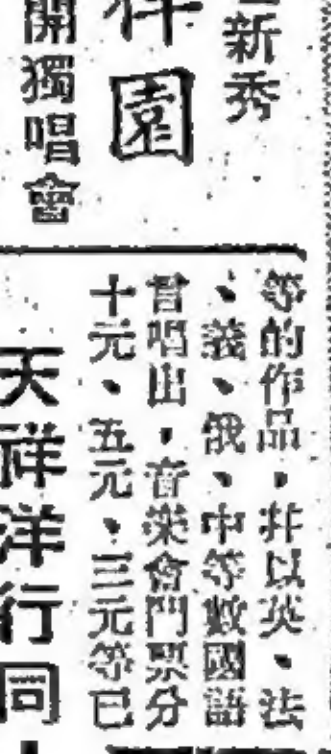 新秀
祥園
開獨唱會
等的作品，非以英、法
、義、俄、中等數國語
言唱出，音樂會門票分
十元、五元、三元等已
天祥洋行同